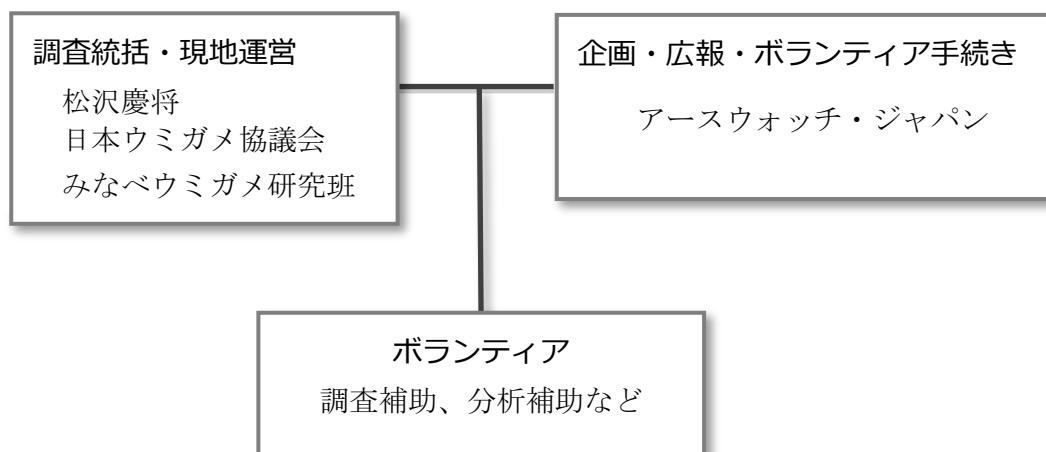 調査統括・現地運営
松沢慶将
日本ウミガメ協議会
みなべウミガメ研究班
企画・広報・ボランティア手続き
アースウォッチ・ジャパン
ボランティア
調査補助、分析補助など